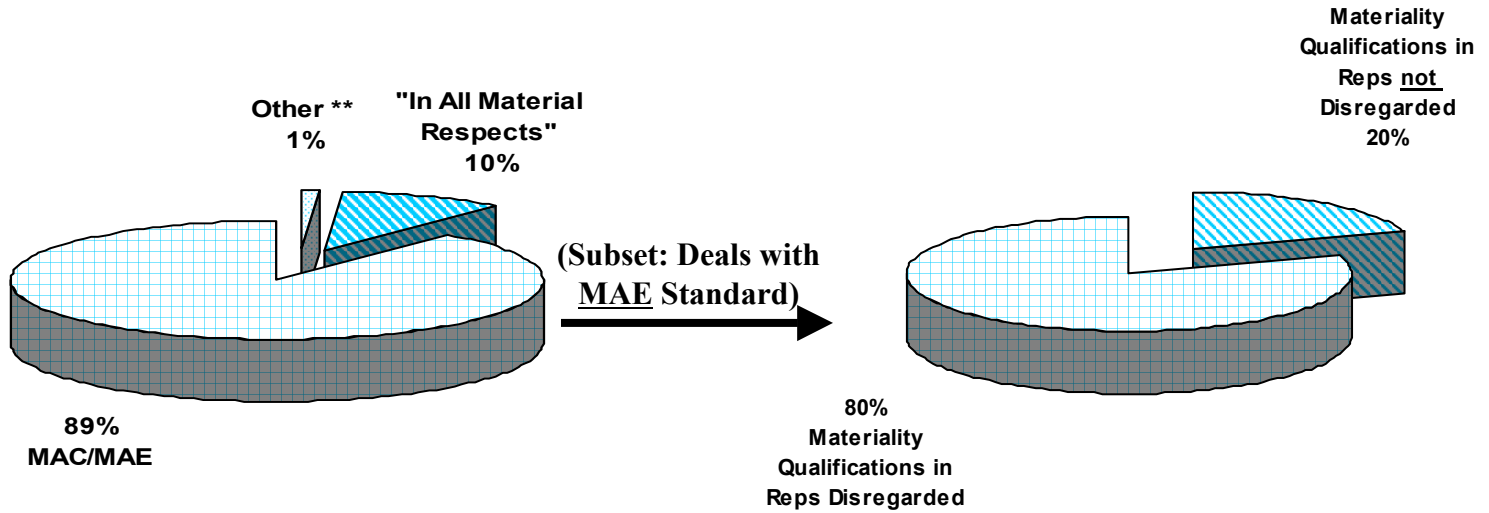 Other **
1%
"In All Material
Respects"
10%
89%
MAC/MAE
(Subset: Deals with
MAE Standard)
Materiality
Qualifications in
Reps not
Disregarded
20%
80%
Materiality
Qualifications in
Reps Disregarded